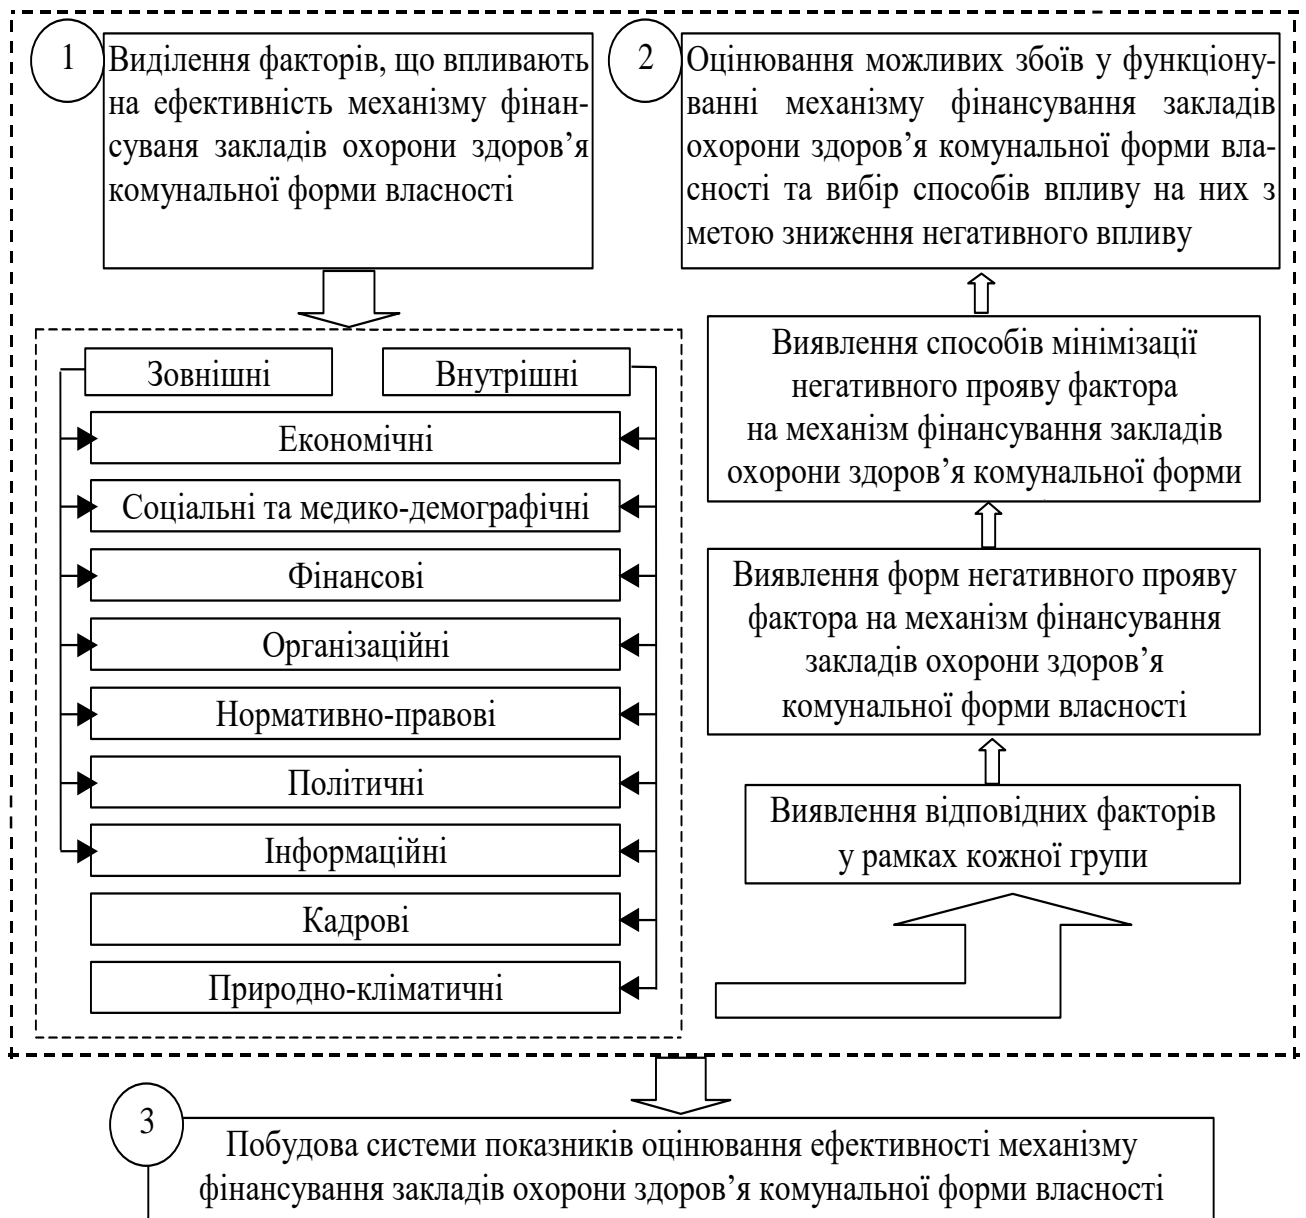 1
Виділення факторів, що впливають
на ефективність механізму фінан-
суваня закладів охорони здоров’я
комунальної форми власності
2
Оцінювання можливих збоїв у функціону-
ванні механізму фінансування закладів
охорони здоров’я комунальної форми вла-
сності та вибір способів впливу на них з
метою зниження негативного впливу
Зовнішні
Внутрішні
Економічні
Соціальні та медико-демографічні
Фінансові
Організаційні
Нормативно-правові
Політичні
Інформаційні
Кадрові
Природно-кліматичні
Виявлення способів мінімізації
негативного прояву фактора
на механізм фінансування закладів
охорони здоров’я комунальної форми
Виявлення форм негативного прояву
фактора на механізм фінансування
закладів охорони здоров’я
комунальної форми власності
Виявлення відповідних факторів
у рамках кожної групи
3
Побудова системи показників оцінювання ефективності механізму
фінансування закладів охорони здоров’я комунальної форми власності